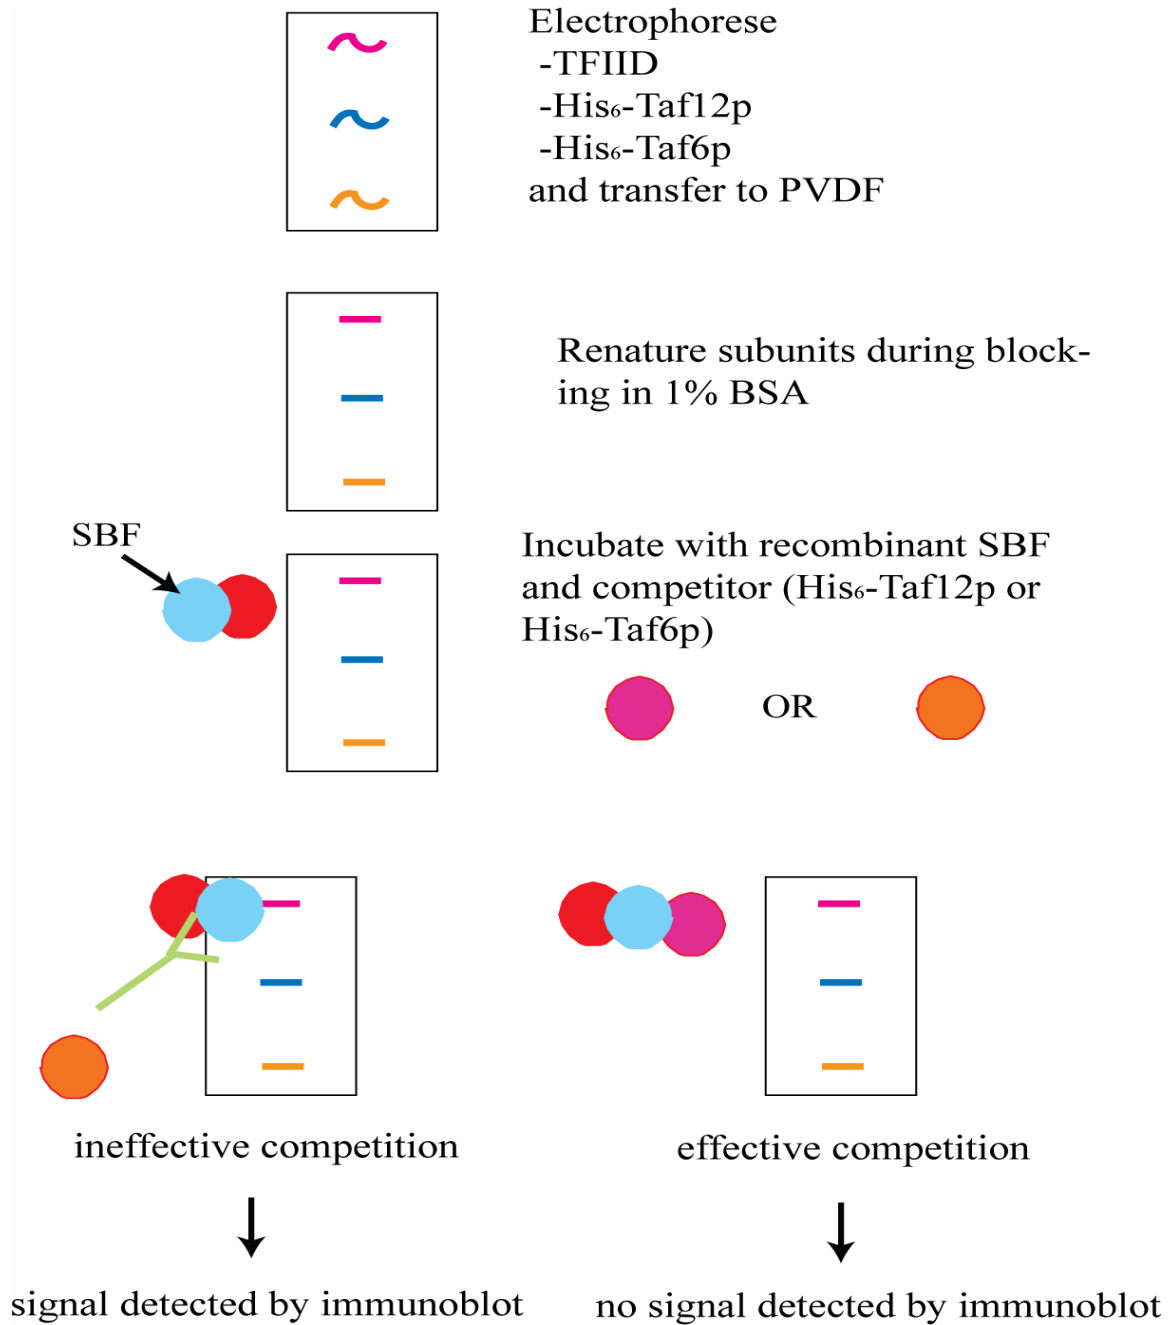 Electrophorese
-TFIID
-His₆-Taf12p
-His₆-Taf6p
and transfer to PVDF
Renature subunits during block-
ing in 1% BSA
SBF
Incubate with recombinant SBF
and competitor (His₆-Taf12p or
His₆-Taf6p)
OR
ineffective competition
effective competition
signal detected by immunoblot
no signal detected by immunoblot